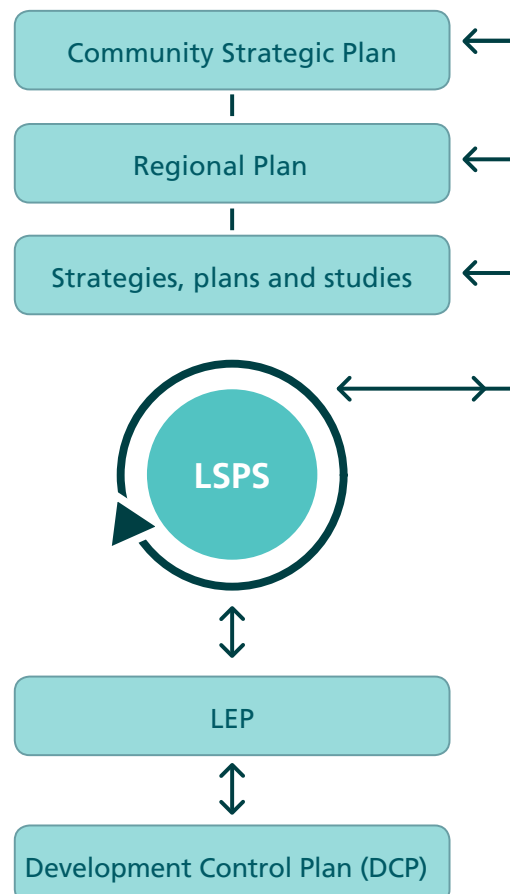 Community Strategic Plan
Regional Plan
Strategies, plans and studies
LSPS
LEP
Development Control Plan (DCP)